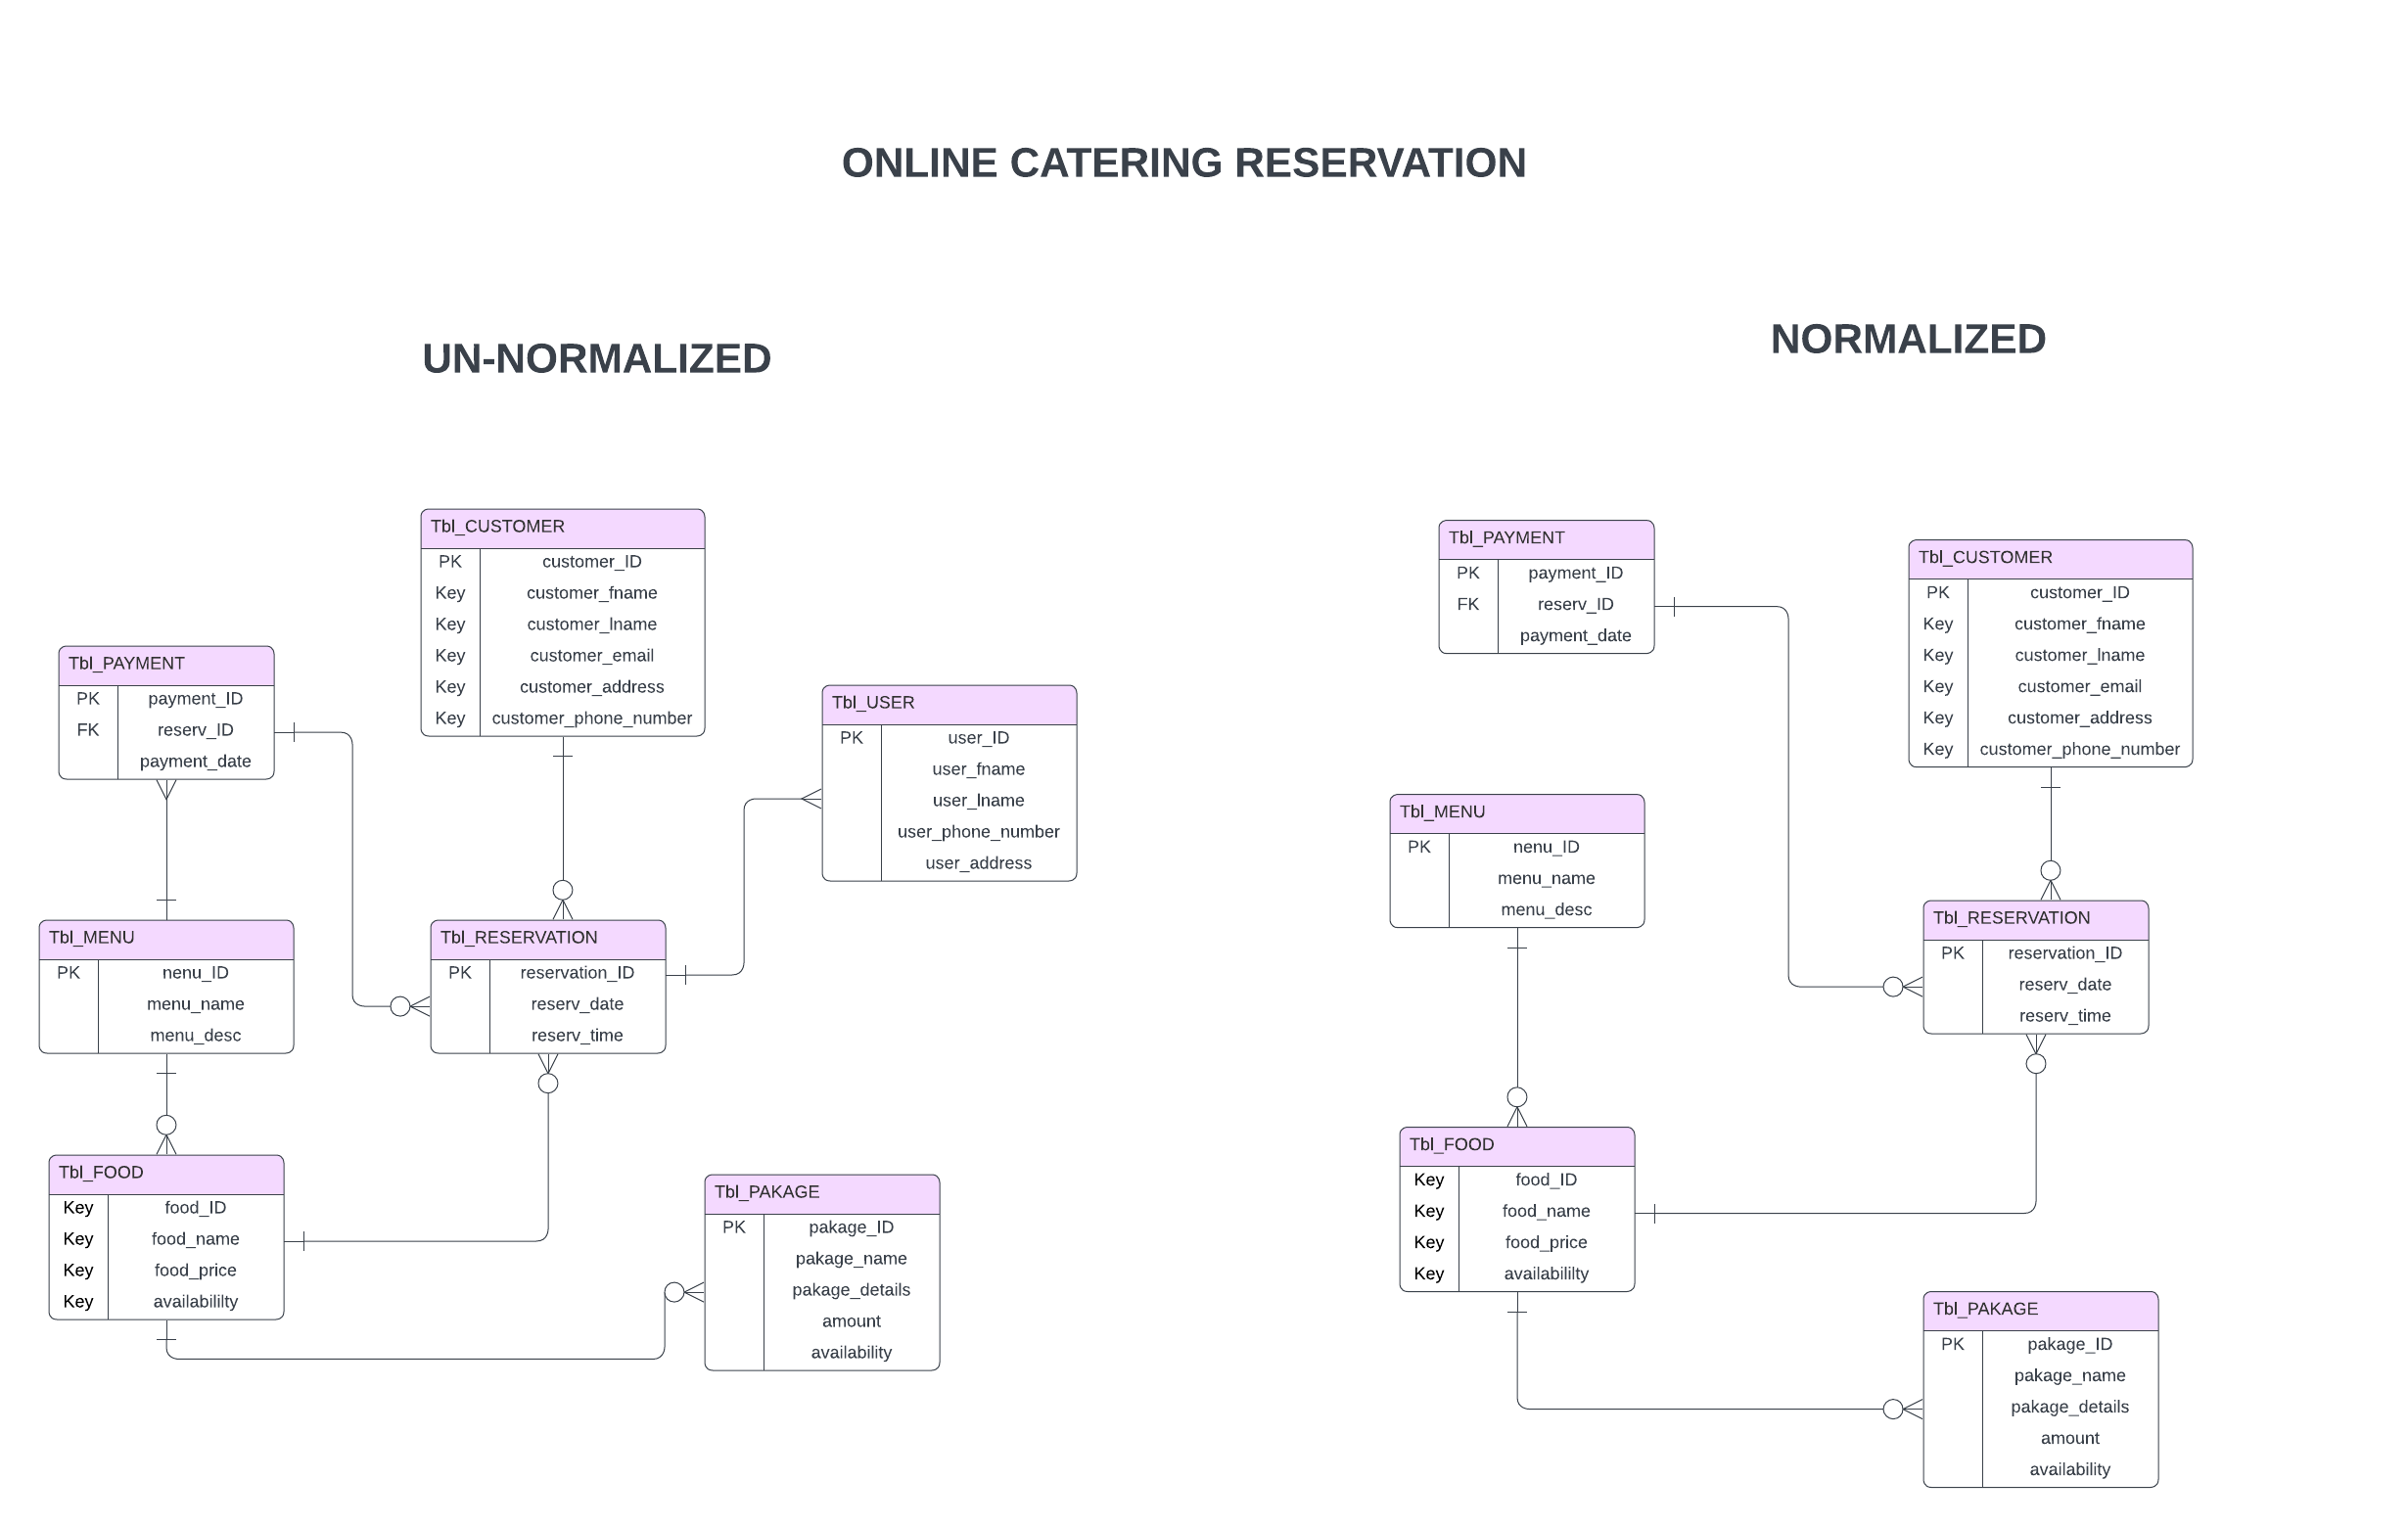 ONLINE CATERING RESERVATION
UN-NORMALIZED
NORMALIZED
Tbl_CUSTOMER
PK customer_ID
Key customer_fname
Key customer_lname
Key customer_email
Key customer_address
Key customer_phone_number
Tbl_PAYMENT
PK payment_ID
FK reserv_ID
payment_date
Tbl_USER
PK user_ID
user_fname
user_lname
user_phone_number
user_address
Tbl_MENU
PK nenu_ID
menu_name
menu_desc
Tbl_RESERVATION
PK reservation_ID
reserv_date
reserv_time
Tbl_FOOD
Key food_ID
Key food_name
Key food_price
Key availabililty
Tbl_PAKAGE
PK pakage_ID
pakage_name
pakage_details
amount
availability
Tbl_PAYMENT
PK payment_ID
FK reserv_ID
payment_date
Tbl_CUSTOMER
PK customer_ID
Key customer_fname
Key customer_lname
Key customer_email
Key customer_address
Key customer_phone_number
Tbl_MENU
PK nenu_ID
menu_name
menu_desc
Tbl_RESERVATION
PK reservation_ID
reserv_date
reserv_time
Tbl_FOOD
Key food_ID
Key food_name
Key food_price
Key availabililty
Tbl_PAKAGE
PK pakage_ID
pakage_name
pakage_details
amount
availability